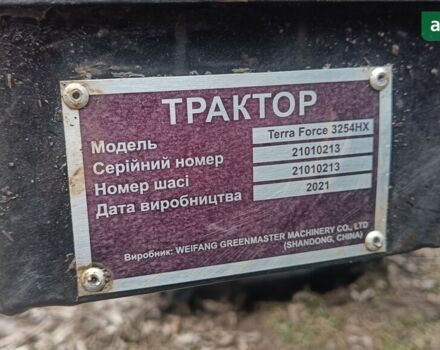 ТРАКТОР
Модель Terra Force 3254HX
Серійний номер 21010213
Номер шасі 21010213
Дата виробництва 2021
Виробник: WEIFANG GREENMASTER MACHINERY CO., LTD
(SHANDONG, CHINA)